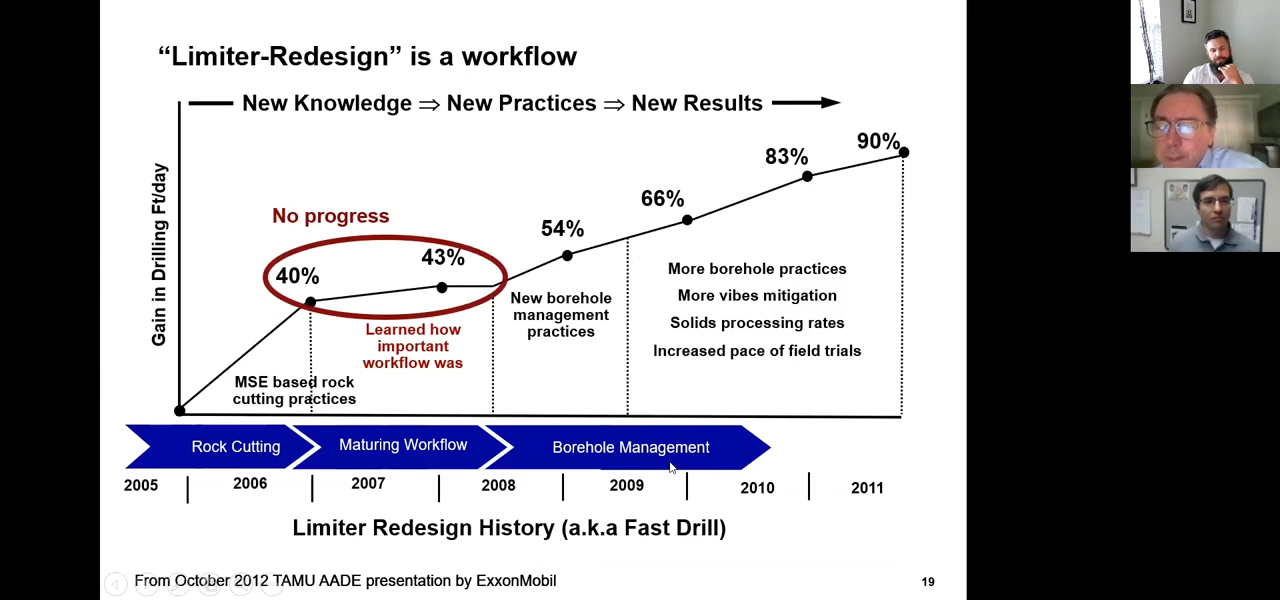 “Limiter-Redesign” is a workflow
New Knowledge ⇒ New Practices ⇒ New Results
Gain in Drilling Ft/day
No progress
40%
43%
54%
66%
83%
90%
Learned how
important
workflow was
MSE based rock
cutting practices
New borehole
management
practices
More borehole practices
More vibes mitigation
Solids processing rates
Increased pace of field trials
Rock Cutting
Maturing Workflow
Borehole Management
2005 2006 2007 2008 2009 2010 2011
Limiter Redesign History (a.k.a Fast Drill)
From October 2012 TAMU AADE presentation by ExxonMobil
19